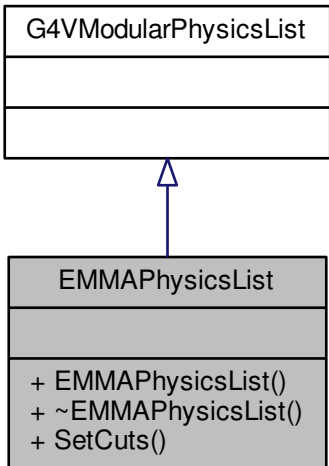 G4VModularPhysicsList
EMMAPhysicsList
+ EMMAPhysicsList()
+ ~EMMAPhysicsList()
+ SetCuts()